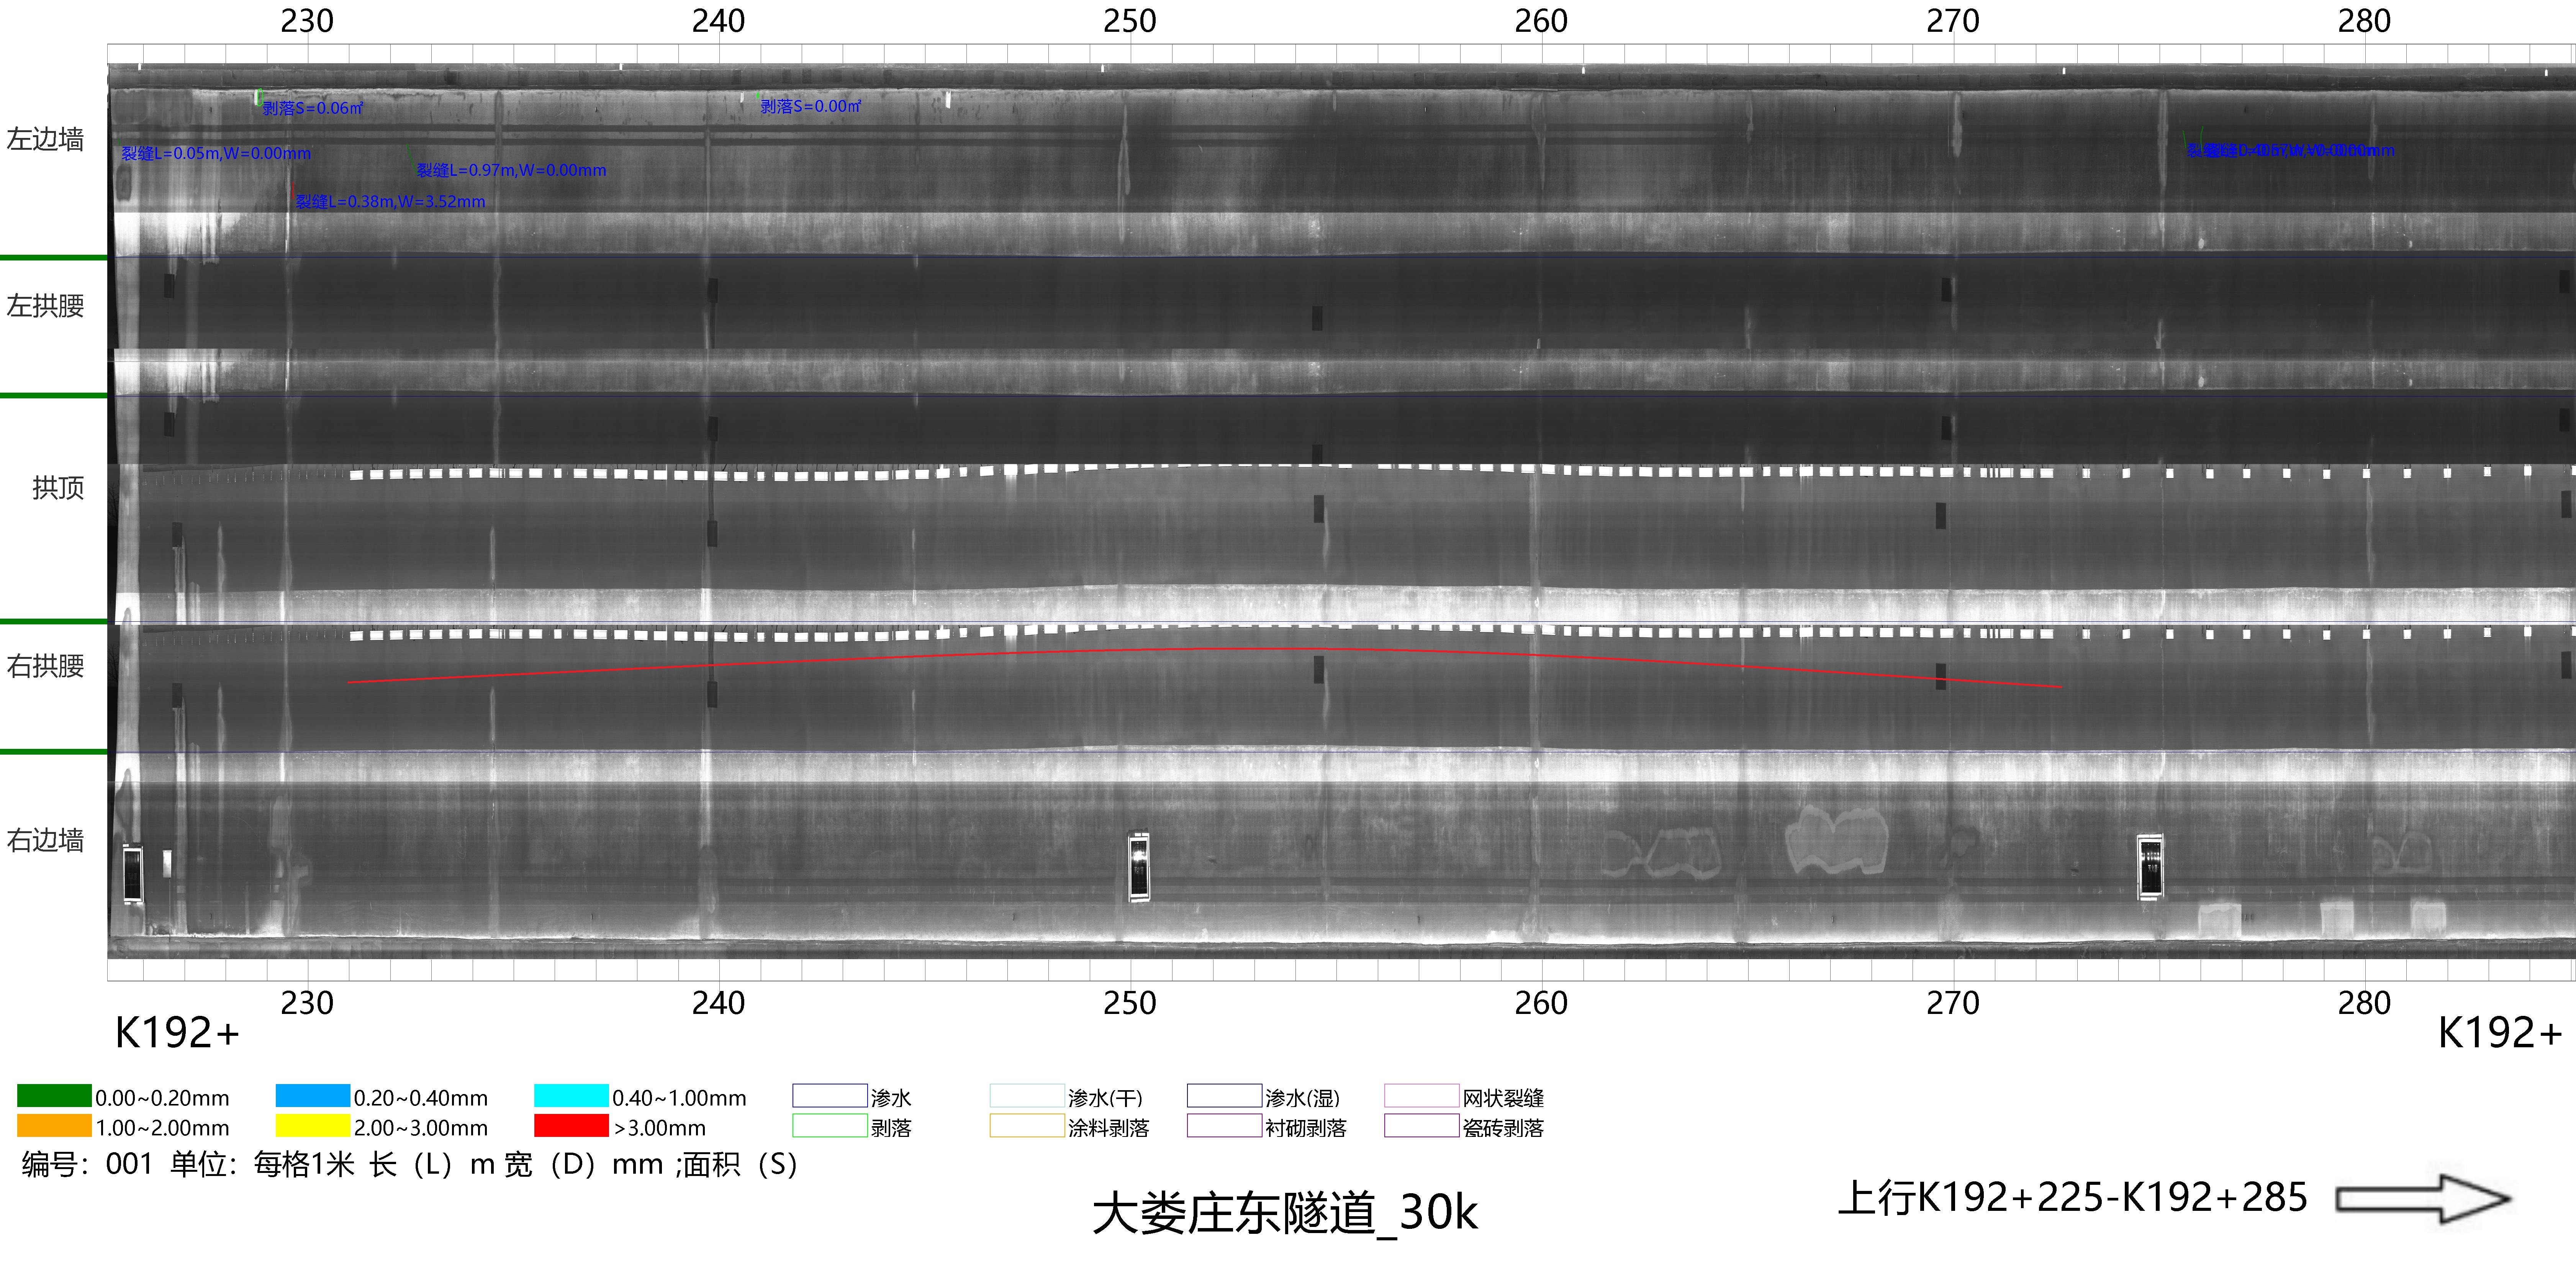 230 240 250 260 270 280
剥落S=0.06㎡
剥落S=0.00㎡
左边墙
裂缝L=0.05m,W=0.00mm
裂缝L=0.97m,W=0.00mm
裂缝L=0.38m,W=3.52mm
左拱腰
拱顶
右拱腰
右边墙
230 240 250 260 270 280
K192+ K192+
0.00~0.20mm 0.20~0.40mm 0.40~1.00mm 渗水 渗水(干) 渗水(湿) 网状裂缝
1.00~2.00mm 2.00~3.00mm >3.00mm 剥落 涂料剥落 衬砌剥落 瓷砖剥落
编号：001 单位：每格1米 长（L）m 宽（D）mm ;面积（S）
大娄庄东隧道_30k
上行K192+225-K192+285